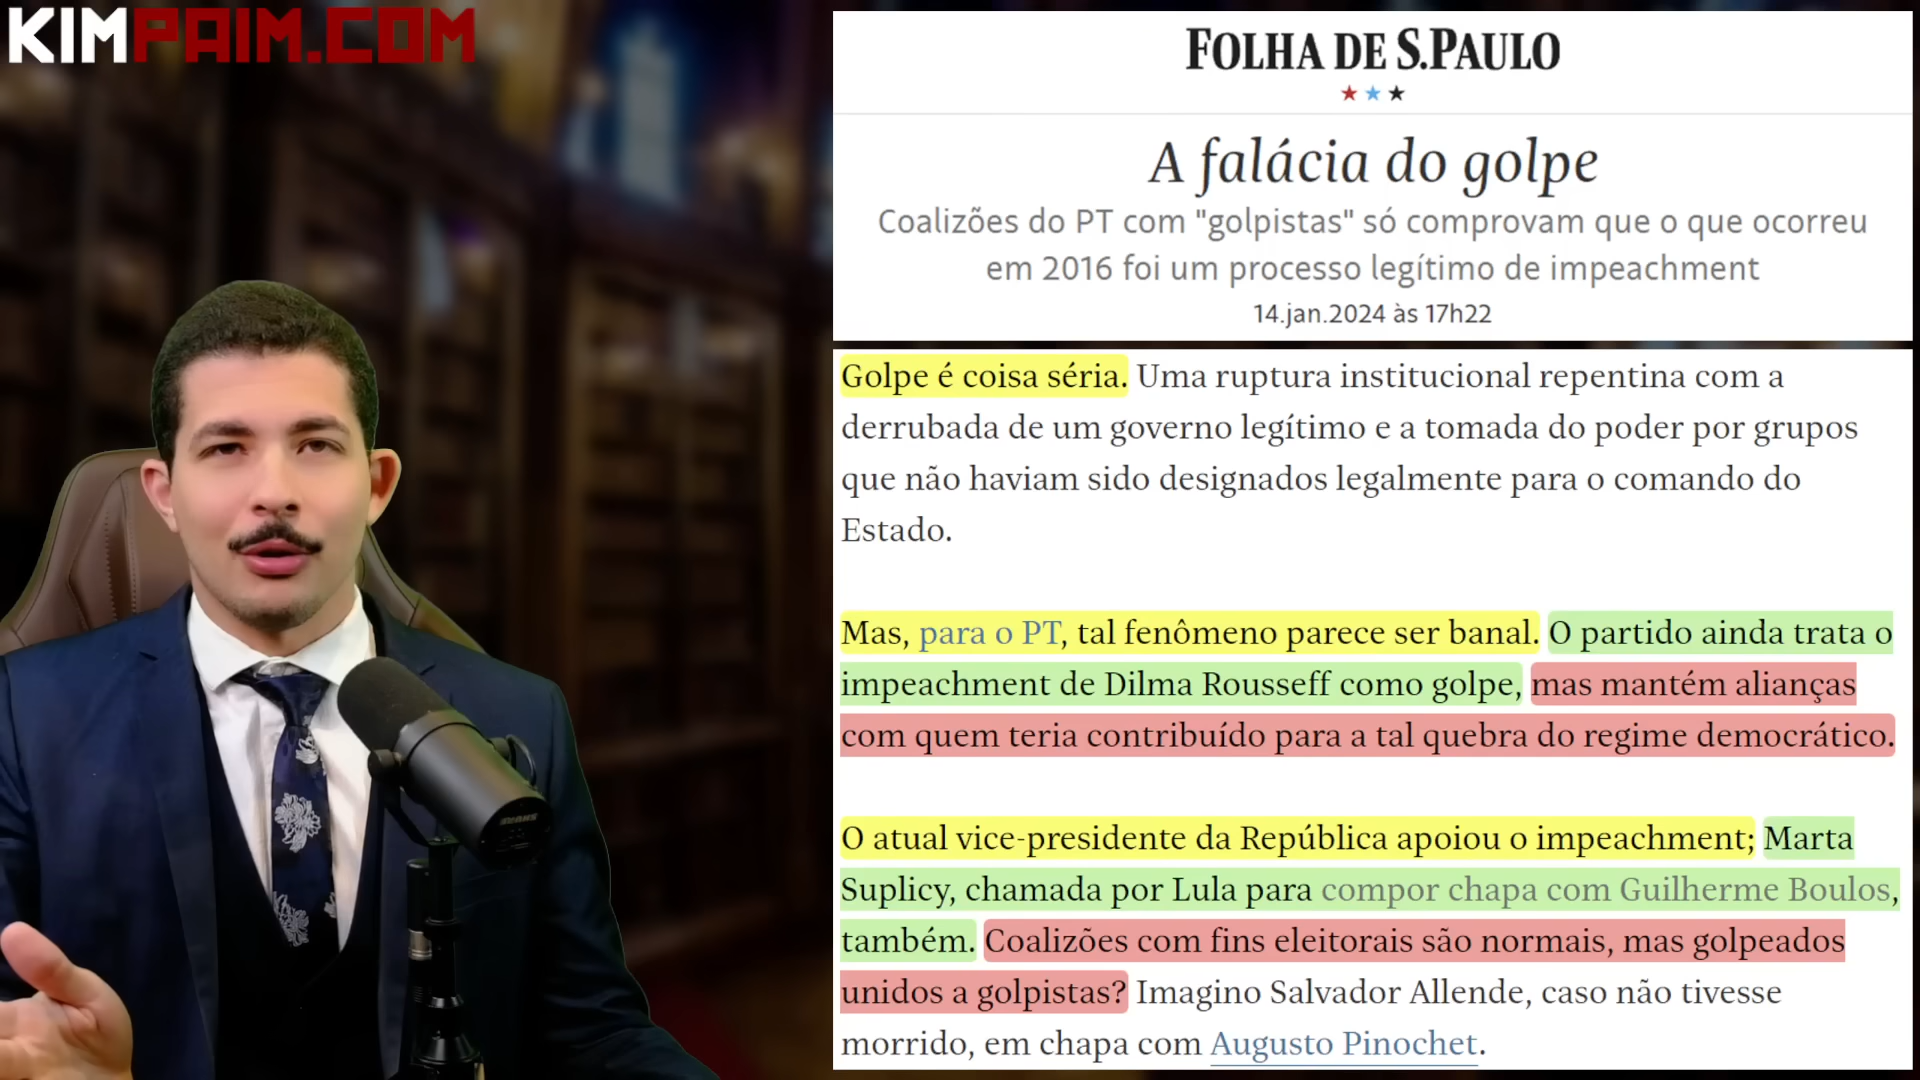 KIMPAIM.COM
FOLHA DE S.PAULO
A falácia do golpe
Coalizões do PT com "golpistas" só comprovam que o que ocorreu
em 2016 foi um processo legítimo de impeachment
14.jan.2024 às 17h22
Golpe é coisa séria. Uma ruptura institucional repentina com a
derrubada de um governo legítimo e a tomada do poder por grupos
que não haviam sido designados legalmente para o comando do
Estado.
Mas, para o PT, tal fenômeno parece ser banal. O partido ainda trata o
impeachment de Dilma Rousseff como golpe, mas mantém alianças
com quem teria contribuído para a tal quebra do regime democrático.
O atual vice-presidente da República apoiou o impeachment; Marta
Suplicy, chamada por Lula para compor chapa com Guilherme Boulos,
também. Coalizões com fins eleitorais são normais, mas golpeados
unidos a golpistas? Imagino Salvador Allende, caso não tivesse
morrido, em chapa com Augusto Pinochet.